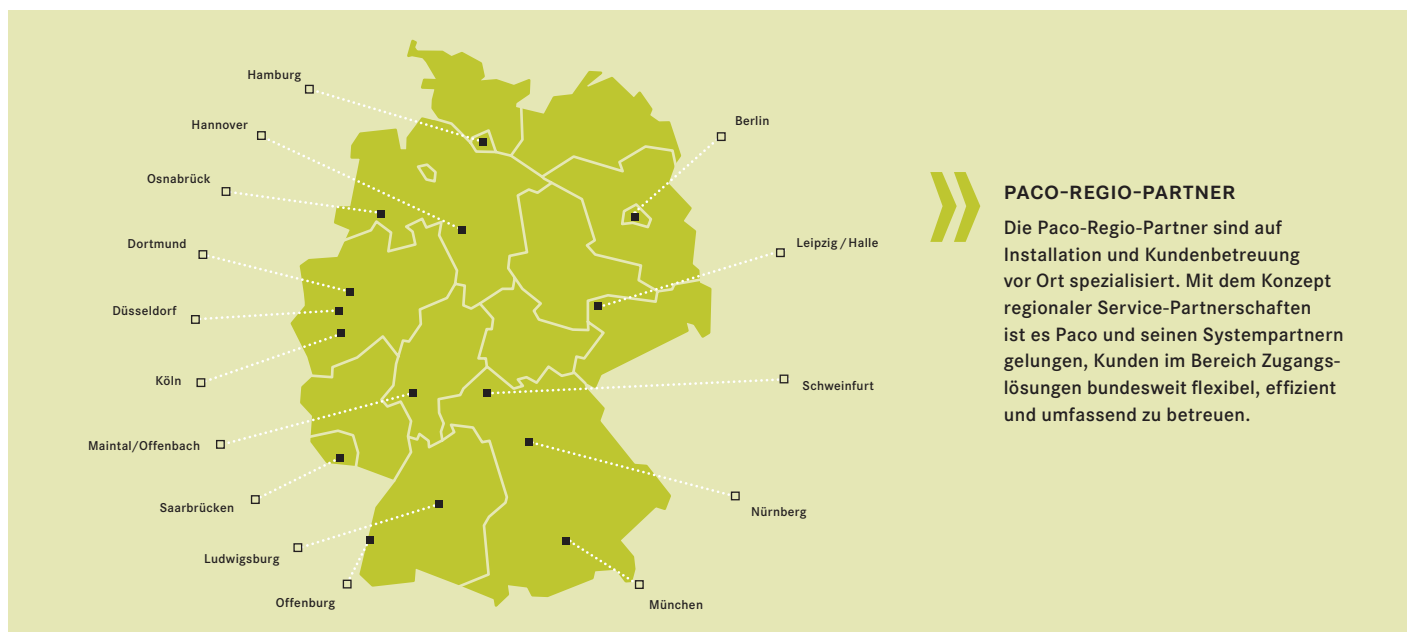 Hamburg
Hannover
Osnabrück
Dortmund
Düsseldorf
Köln
Maintal/Offenbach
Saarbrücken
Ludwigsburg
Offenburg
Berlin
Leipzig / Halle
Schweinfurt
Nürnberg
München
PACO-REGIO-PARTNER
Die Paco-Regio-Partner sind auf
Installation und Kundenbetreuung
vor Ort spezialisiert. Mit dem Konzept
regionaler Service-Partnerschaften
ist es Paco und seinen Systempartnern
gelungen, Kunden im Bereich Zugangs-
lösungen bundesweit flexibel, effizient
und umfassend zu betreuen.